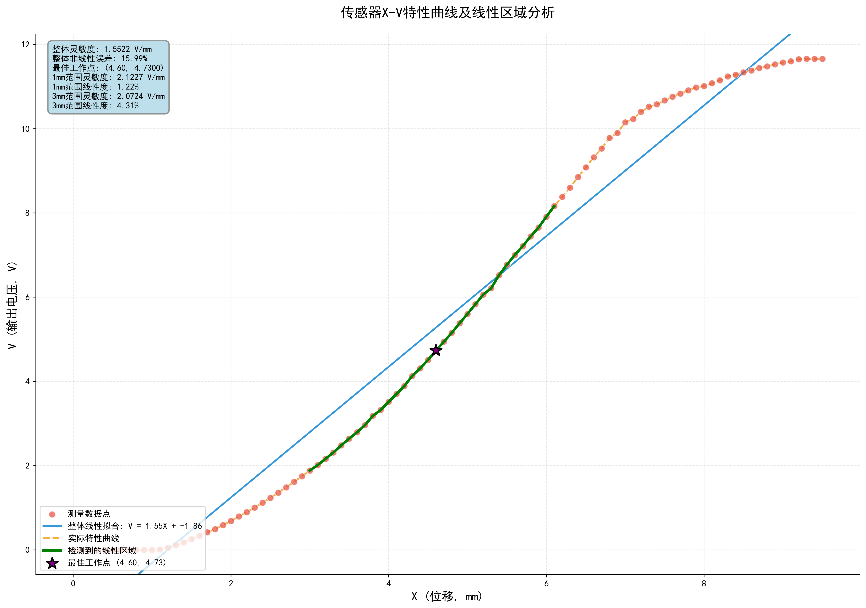 传感器X-V特性曲线及线性区域分析
整体灵敏度: 1.5522 V/mm
整体非线性误差: 15.99%
最佳工作点: (4.60, 4.7300)
1mm范围灵敏度: 2.1227 V/mm
1mm范围线性度: 1.22%
3mm范围灵敏度: 2.0724 V/mm
3mm范围线性度: 4.31%
V (输出电压, V)
12
10
8
6
4
2
0
测量数据点
整体线性拟合: V = 1.55X + -1.86
实际特性曲线
检测到的线性区域
最佳工作点 (4.60, 4.73)
0
2
4
6
8
X (位移, mm)